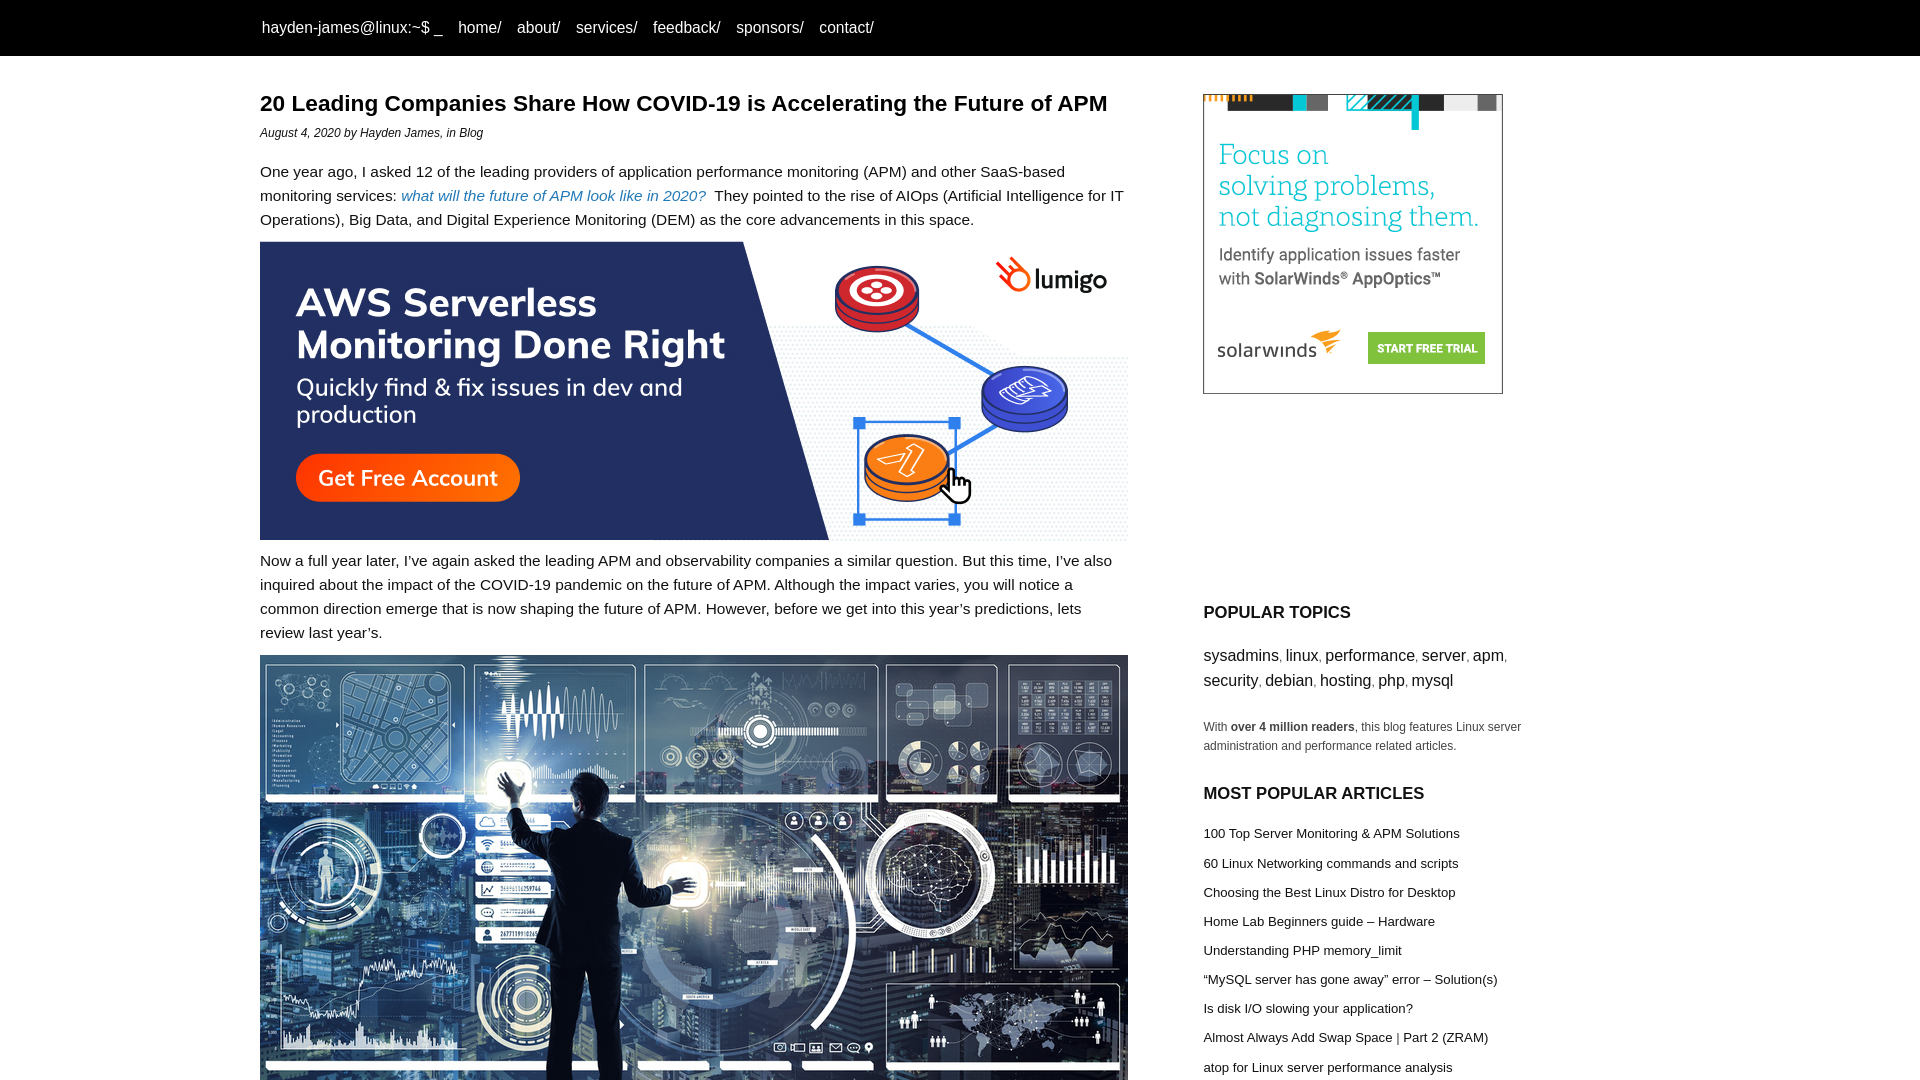 hayden-james@linux:~$ _ home/ about/ services/ feedback/ sponsors/ contact/
20 Leading Companies Share How COVID-19 is Accelerating the Future of APM
August 4, 2020 by Hayden James, in Blog
One year ago, I asked 12 of the leading providers of application performance monitoring (APM) and other SaaS-based
monitoring services: what will the future of APM look like in 2020? They pointed to the rise of AIOps (Artificial Intelligence for IT
Operations), Big Data, and Digital Experience Monitoring (DEM) as the core advancements in this space.
AWS Serverless
Monitoring Done Right
Quickly find & fix issues in dev and
production
Get Free Account
lumigo
Now a full year later, I’ve again asked the leading APM and observability companies a similar question. But this time, I’ve also
inquired about the impact of the COVID-19 pandemic on the future of APM. Although the impact varies, you will notice a
common direction emerge that is now shaping the future of APM. However, before we get into this year’s predictions, lets
review last year’s.
Focus on
solving problems,
not diagnosing them.
Identify application issues faster
with SolarWinds® AppOptics™
solarwinds
START FREE TRIAL
POPULAR TOPICS
sysadmins, linux, performance, server, apm,
security, debian, hosting, php, mysql
With over 4 million readers, this blog features Linux server
administration and performance related articles.
MOST POPULAR ARTICLES
100 Top Server Monitoring & APM Solutions
60 Linux Networking commands and scripts
Choosing the Best Linux Distro for Desktop
Home Lab Beginners guide – Hardware
Understanding PHP memory_limit
“MySQL server has gone away” error – Solution(s)
Is disk I/O slowing your application?
Almost Always Add Swap Space | Part 2 (ZRAM)
atop for Linux server performance analysis